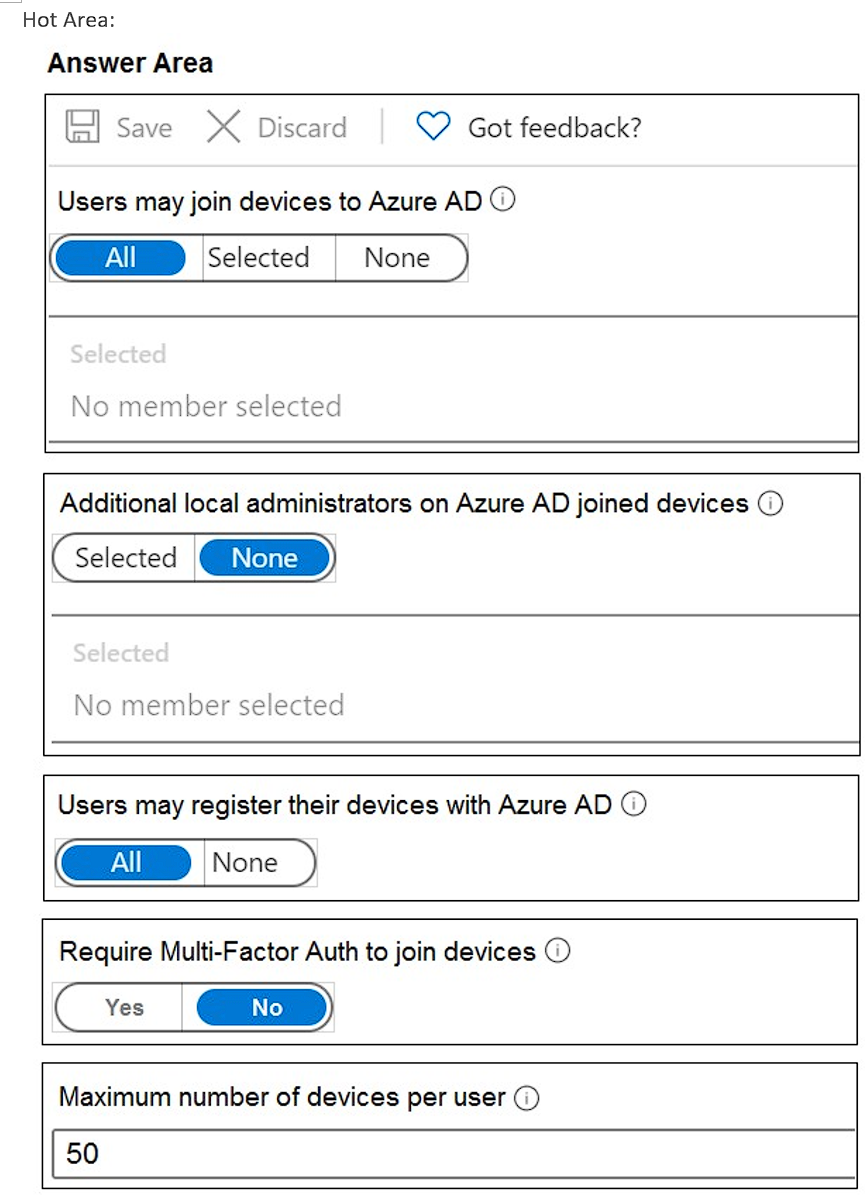 Hot Area:
Answer Area
Save Discard Got feedback?
Users may join devices to Azure AD
All Selected None
Selected
No member selected
Additional local administrators on Azure AD joined devices
Selected None
Selected
No member selected
Users may register their devices with Azure AD
All None
Require Multi-Factor Auth to join devices
Yes No
Maximum number of devices per user
50